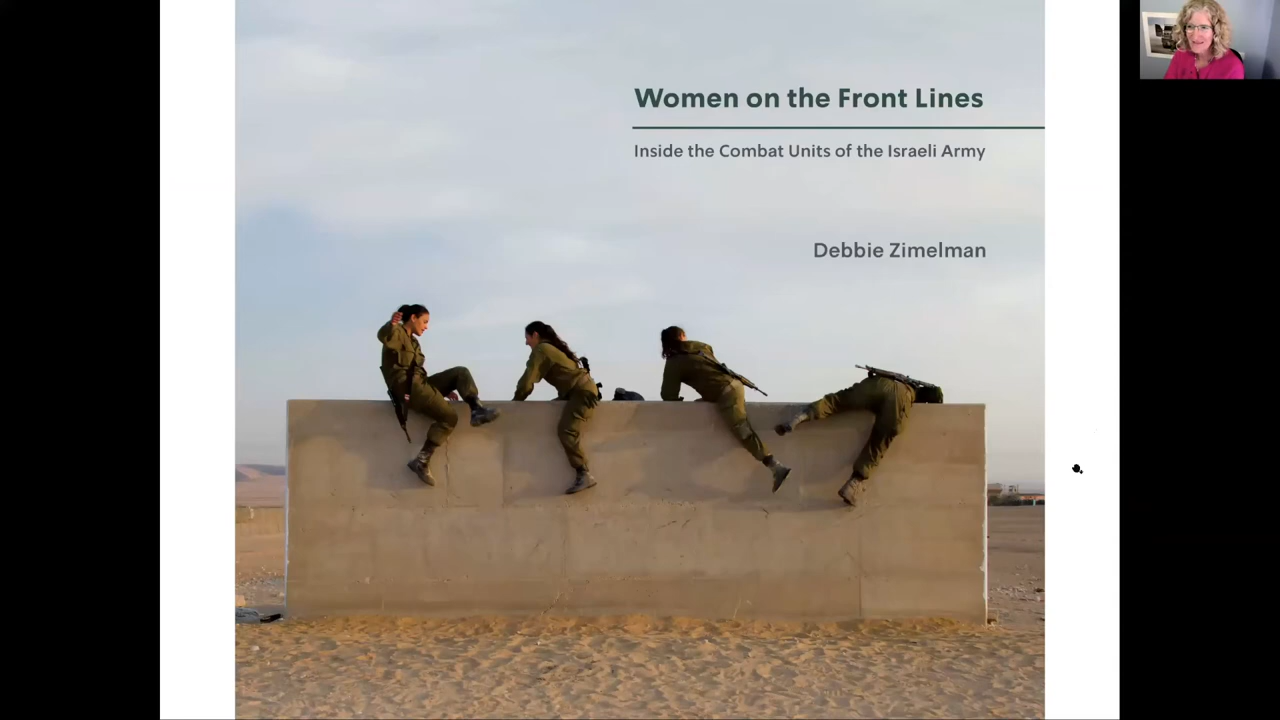 Women on the Front Lines
Inside the Combat Units of the Israeli Army
Debbie Zimelman